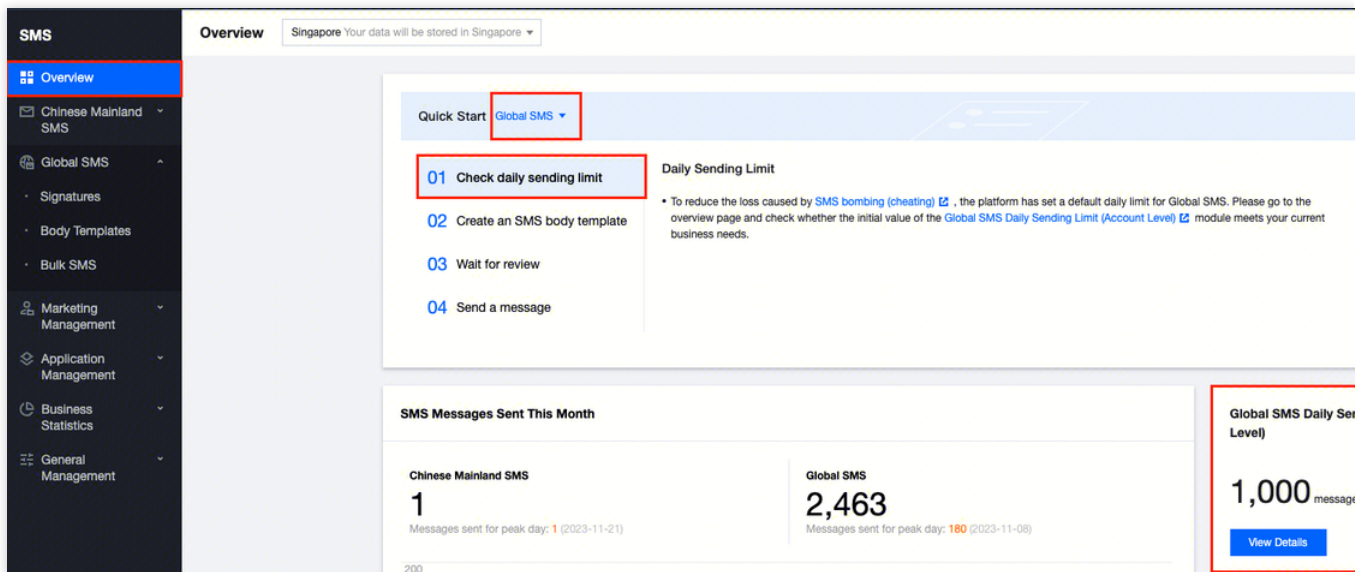 SMS
Overview
Singapore Your data will be stored in Singapore
Overview
Chinese Mainland
SMS
Global SMS
Signatures
Body Templates
Bulk SMS
Marketing
Management
Application
Management
Business
Statistics
General
Management
Quick Start Global SMS
01 Check daily sending limit
02 Create an SMS body template
03 Wait for review
04 Send a message
Daily Sending Limit
• To reduce the loss caused by SMS bombing (cheating) , the platform has set a default daily limit for Global SMS. Please go to the
overview page and check whether the initial value of the Global SMS Daily Sending Limit (Account Level) module meets your current
business needs.
SMS Messages Sent This Month
Chinese Mainland SMS
1
Messages sent for peak day: 1 (2023-11-21)
Global SMS
2,463
Messages sent for peak day: 180 (2023-11-08)
200
Global SMS Daily Ser
Level)
1,000 message
View Details